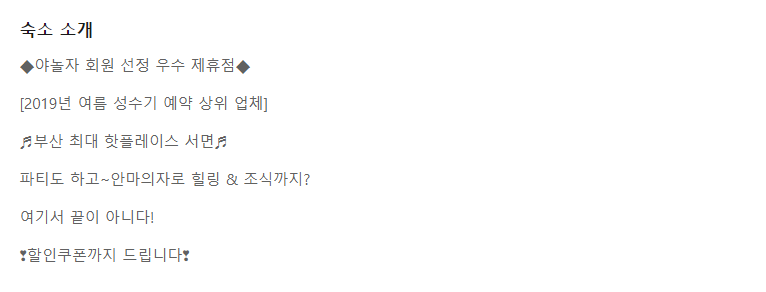 숙소 소개
◆야놀자 회원 선정 우수 제휴점◆
[2019년 여름 성수기 예약 상위 업체]
♬부산 최대 핫플레이스 서면♬
파티도 하고~안마의자로 힐링 & 조식까지?
여기서 끝이 아니다!
❣할인쿠폰까지 드립니다❣